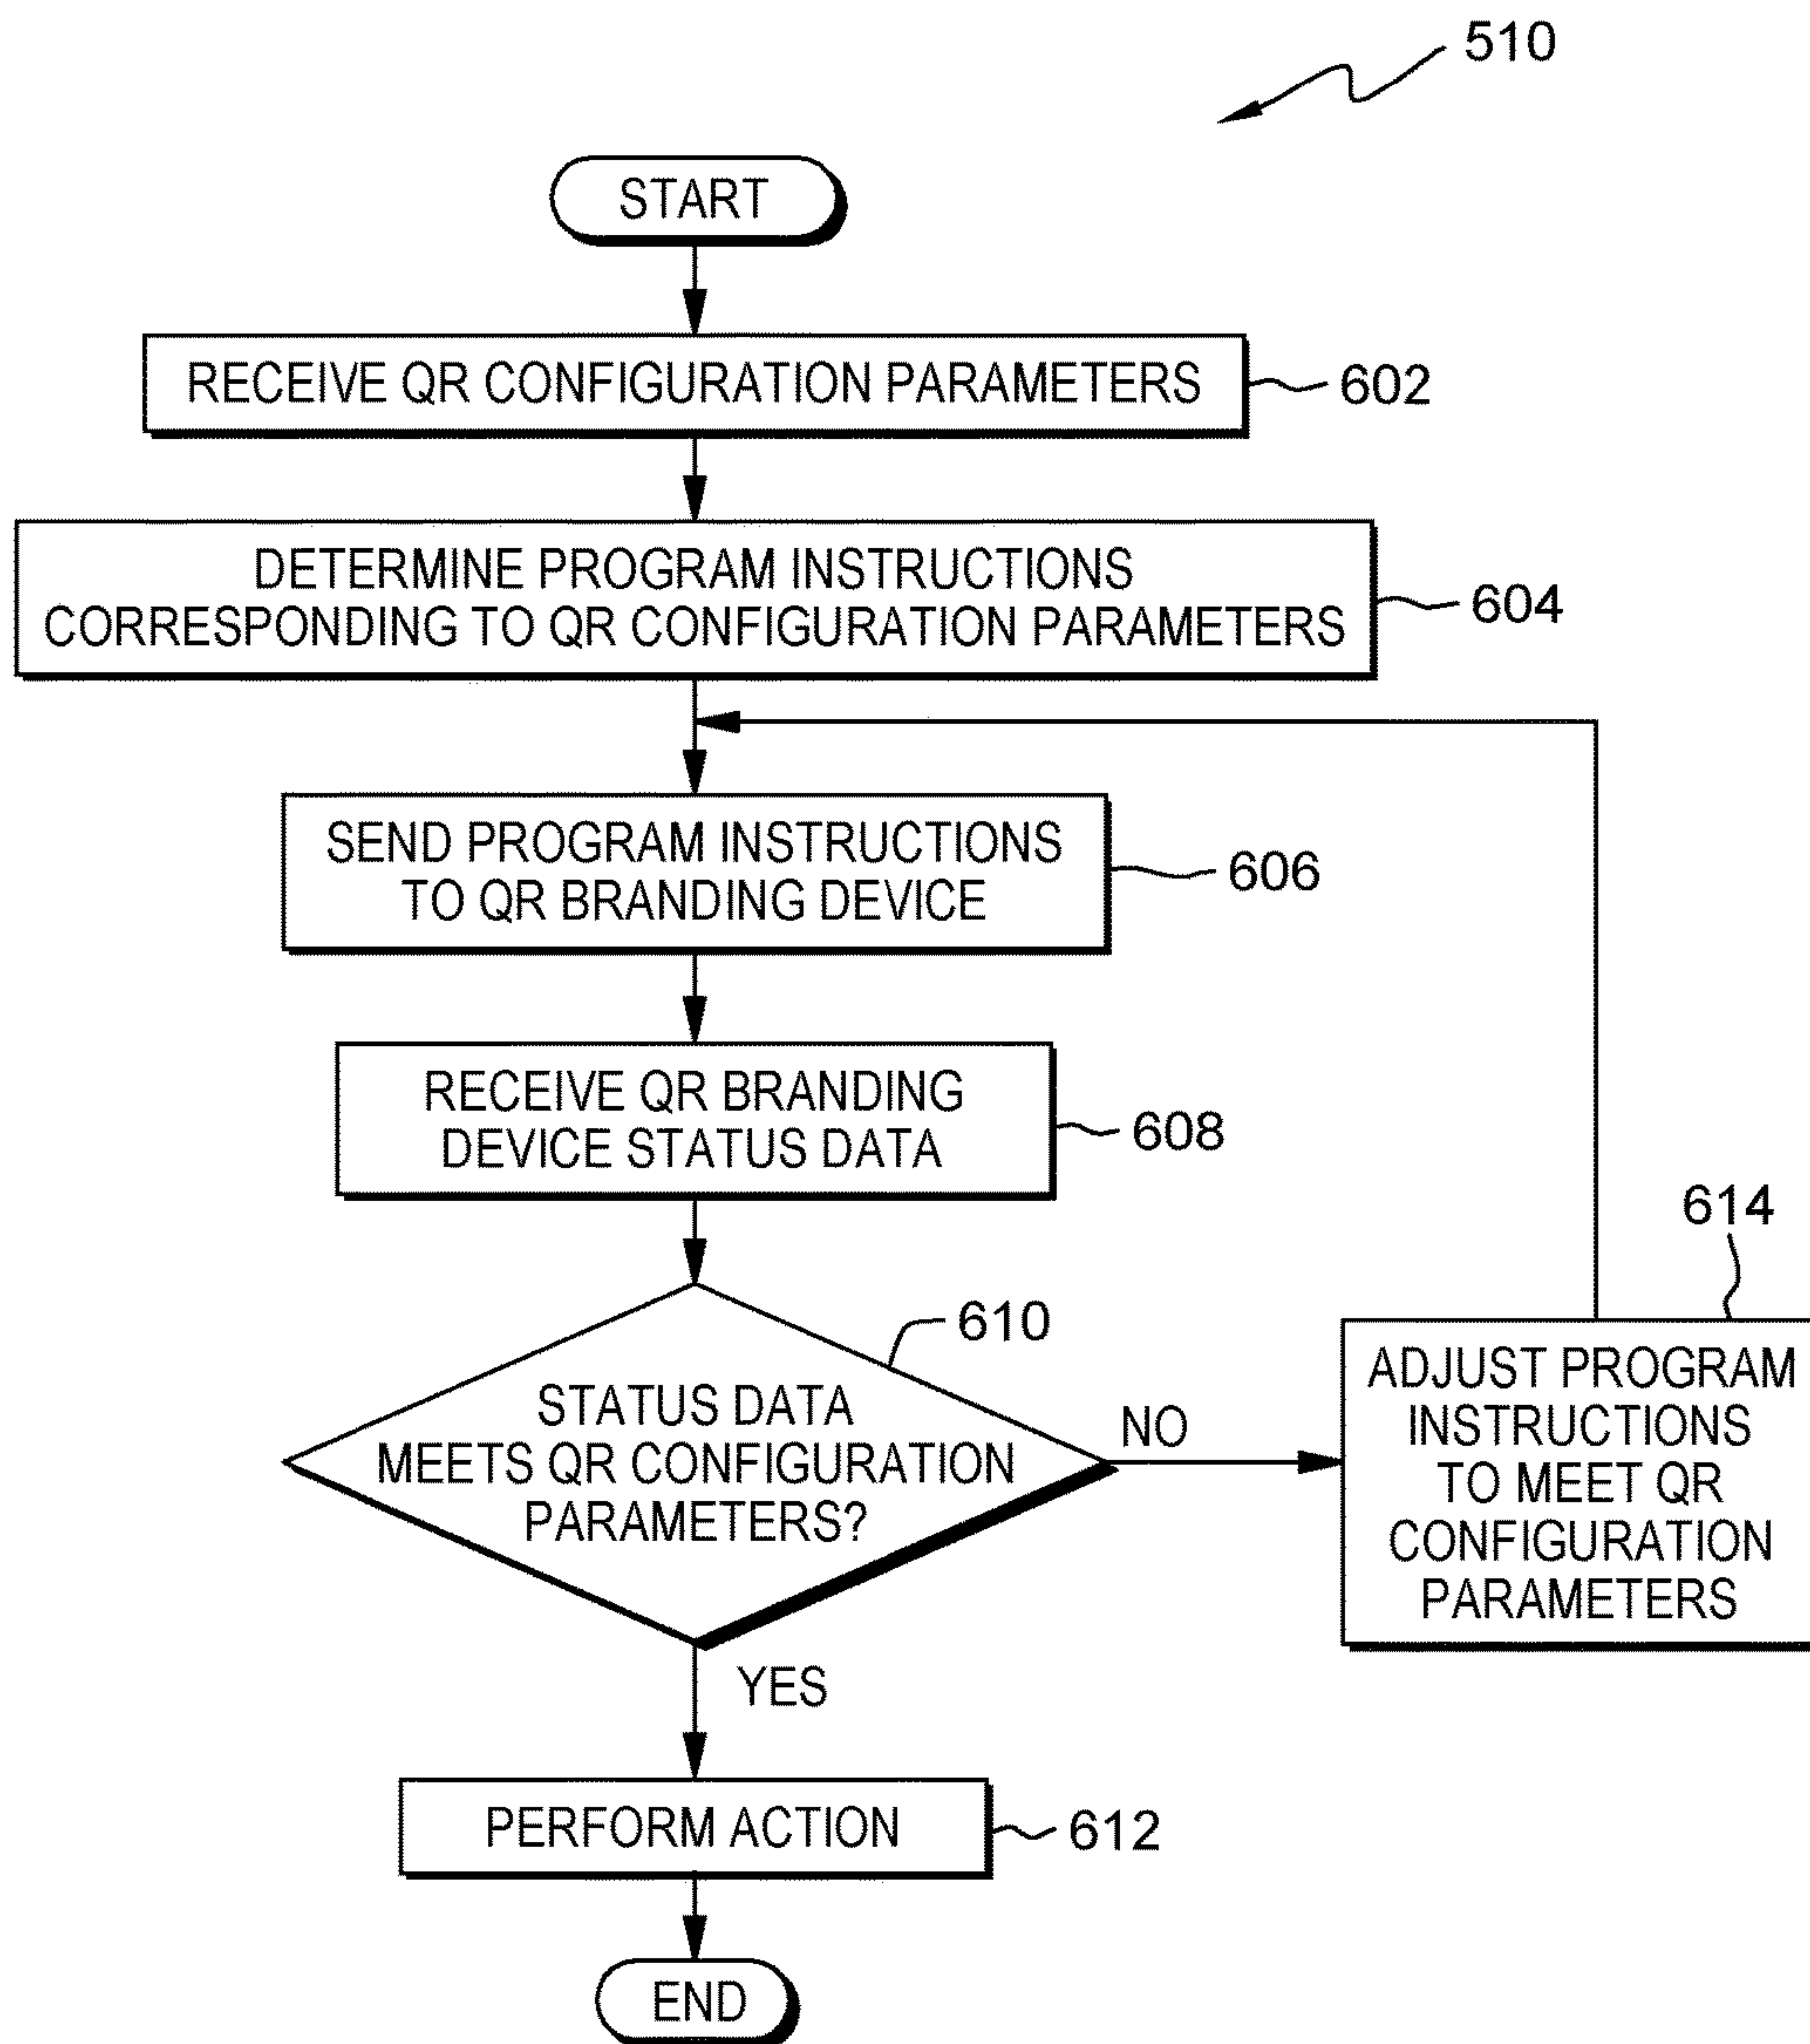 510
START
RECEIVE QR CONFIGURATION PARAMETERS
602
DETERMINE PROGRAM INSTRUCTIONS
CORRESPONDING TO QR CONFIGURATION PARAMETERS
604
SEND PROGRAM INSTRUCTIONS
TO QR BRANDING DEVICE
606
RECEIVE QR BRANDING
DEVICE STATUS DATA
608
610
STATUS DATA
MEETS QR CONFIGURATION
PARAMETERS?
NO
614
ADJUST PROGRAM
INSTRUCTIONS
TO MEET QR
CONFIGURATION
PARAMETERS
YES
PERFORM ACTION
612
END